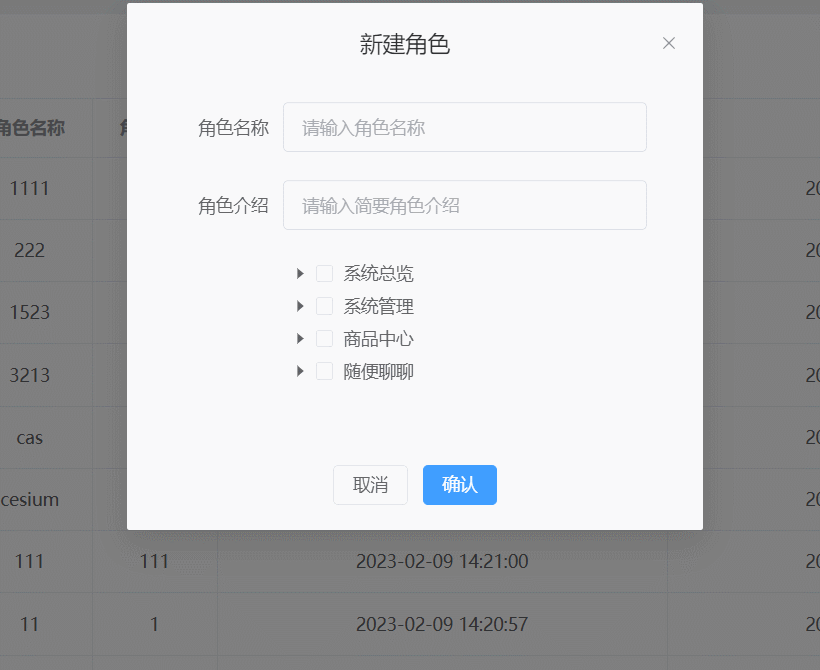 新建角色
角色名称
请输入角色名称
角色介绍
请输入简要角色介绍
系统总览
系统管理
商品中心
随便聊聊
取消 确认
角色名称
1111 20
222 20
1523 20
3213 20
cas 20
cesium 20
111 111 2023-02-09 14:21:00 20
11 1 2023-02-09 14:20:57 20